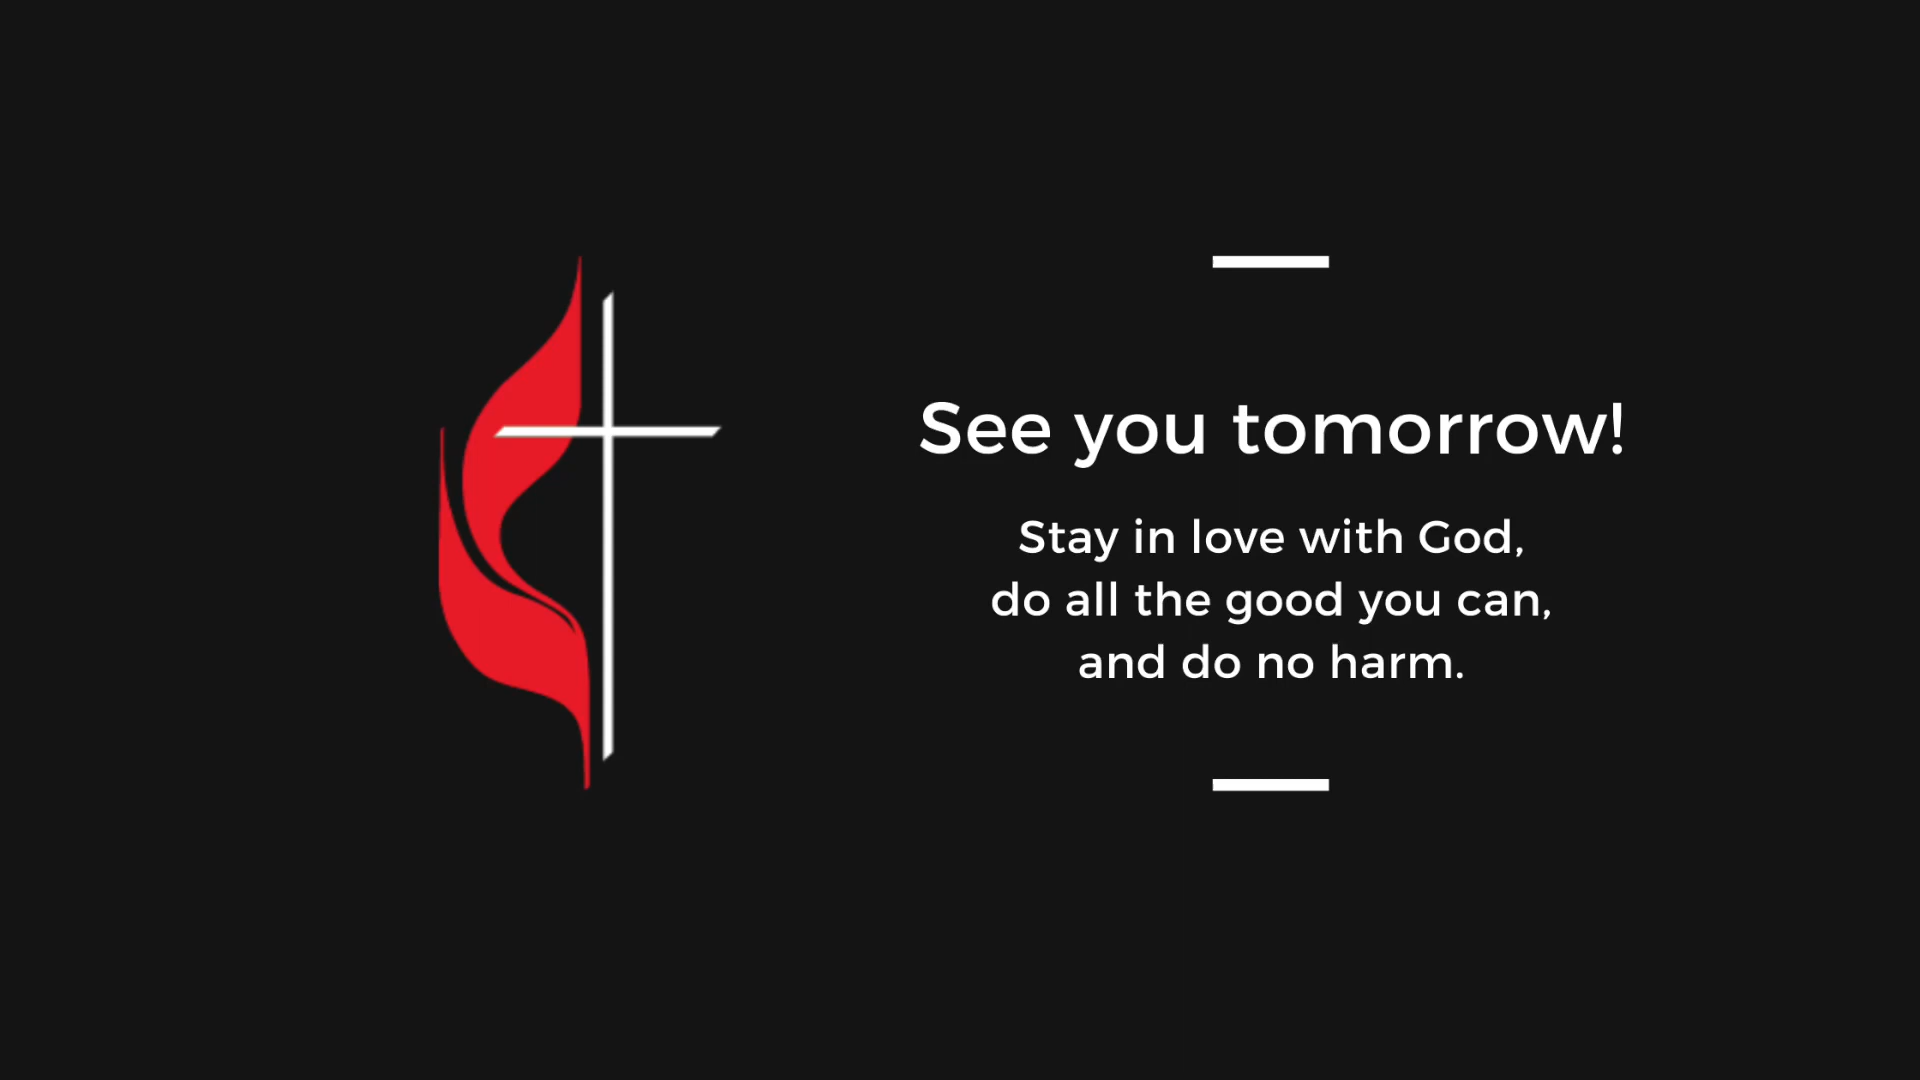 See you tomorrow!
Stay in love with God,
do all the good you can,
and do no harm.